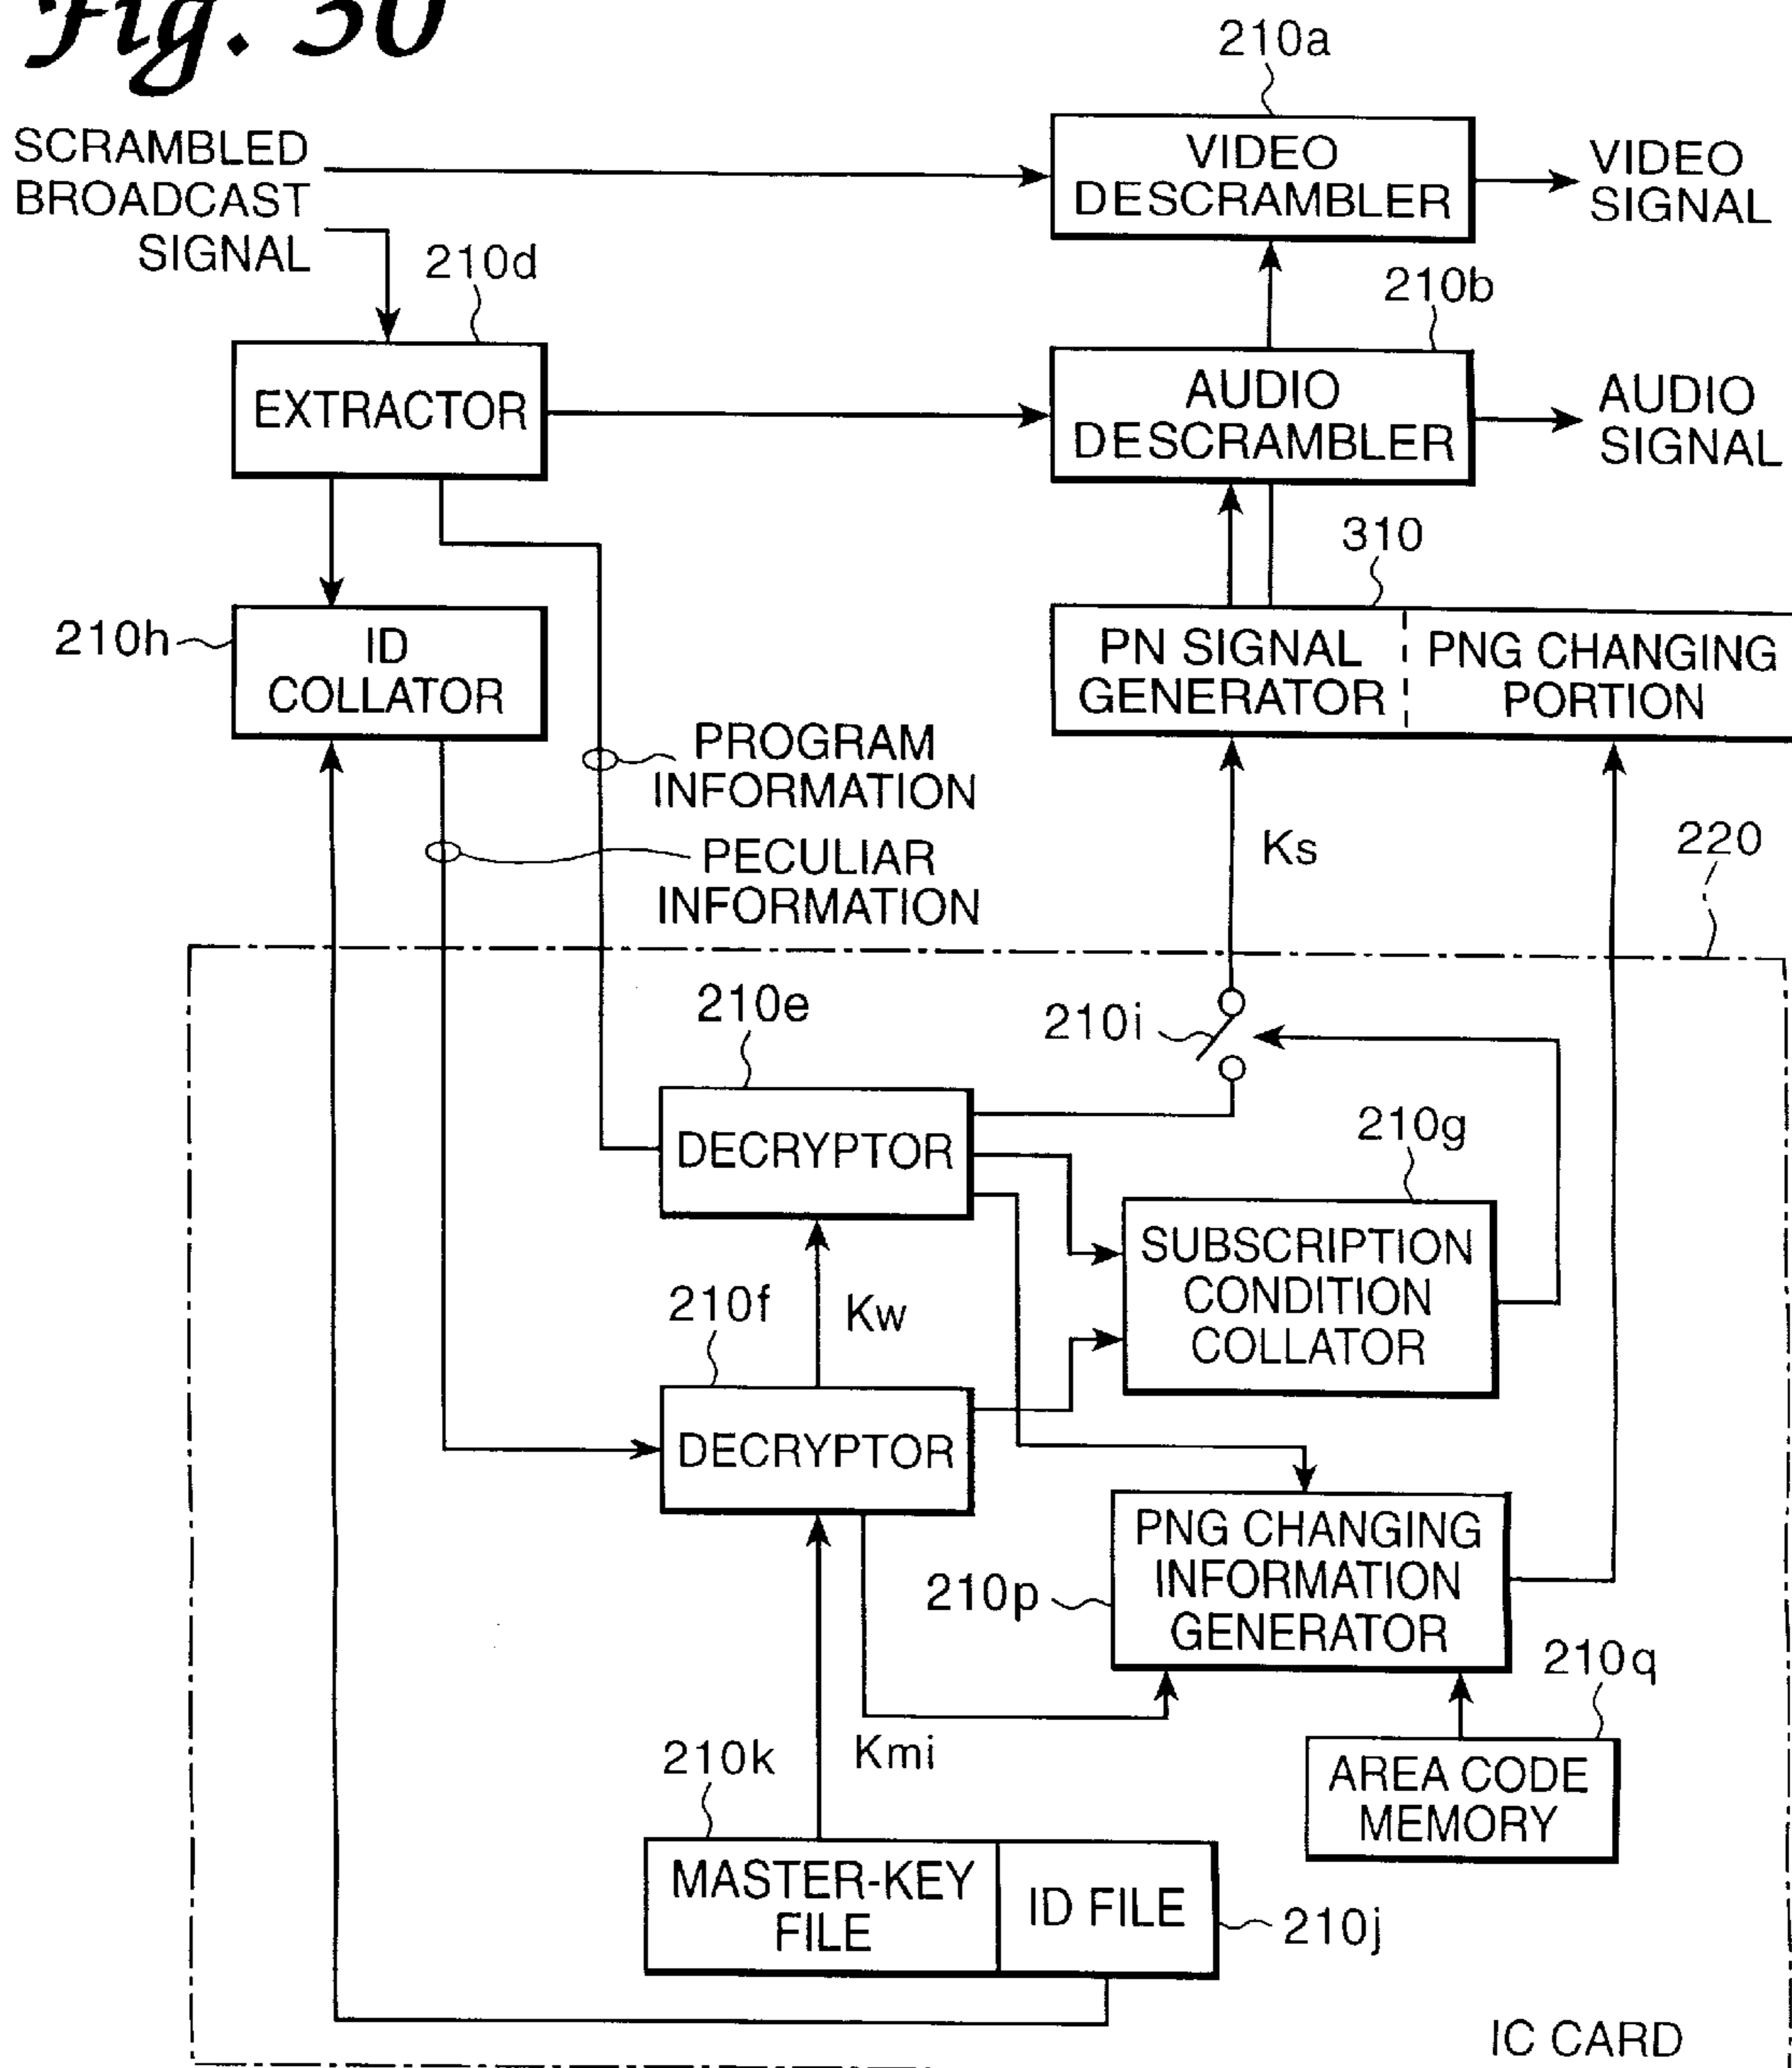 Fig. 30
210a
SCRAMBLED
BROADCAST
SIGNAL
VIDEO
DESCRAMBLER
VIDEO
SIGNAL
210d
210b
EXTRACTOR
AUDIO
DESCRAMBLER
AUDIO
SIGNAL
310
210h
ID
COLLATOR
PN SIGNAL
GENERATOR
PNG CHANGING
PORTION
PROGRAM
INFORMATION
PECULIAR
INFORMATION
Ks
220
210e
210i
DECRYPTOR
210g
SUBSCRIPTION
CONDITION
COLLATOR
210f
Kw
DECRYPTOR
PNG CHANGING
INFORMATION
GENERATOR
210p
210q
210k
Kmi
AREA CODE
MEMORY
MASTER-KEY
FILE
ID FILE
210j
IC CARD